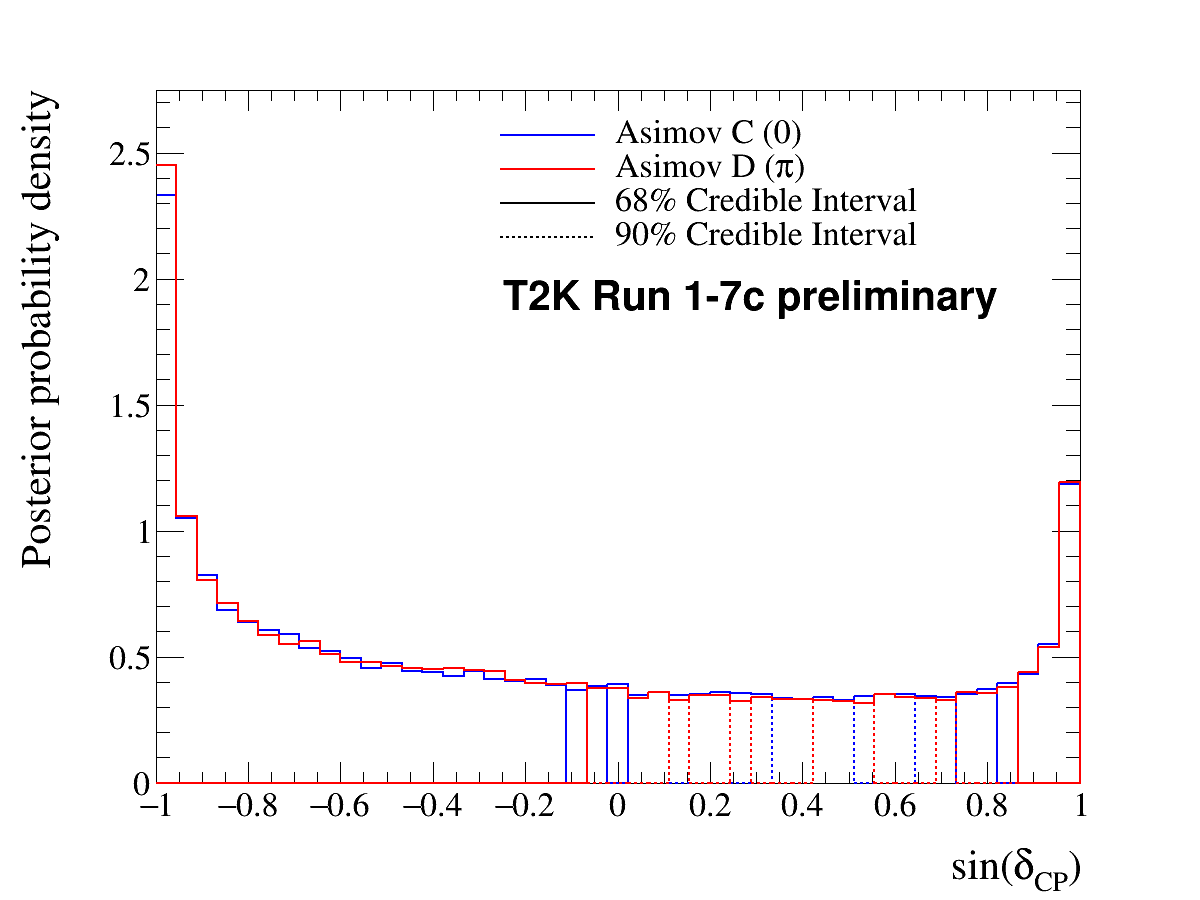 Posterior probability density
2.5
2
1.5
1
0.5
0
Asimov C (0)
Asimov D (π)
68% Credible Interval
90% Credible Interval
T2K Run 1-7c preliminary
−1 −0.8 −0.6 −0.4 −0.2 0 0.2 0.4 0.6 0.8 1
sin(δCP)